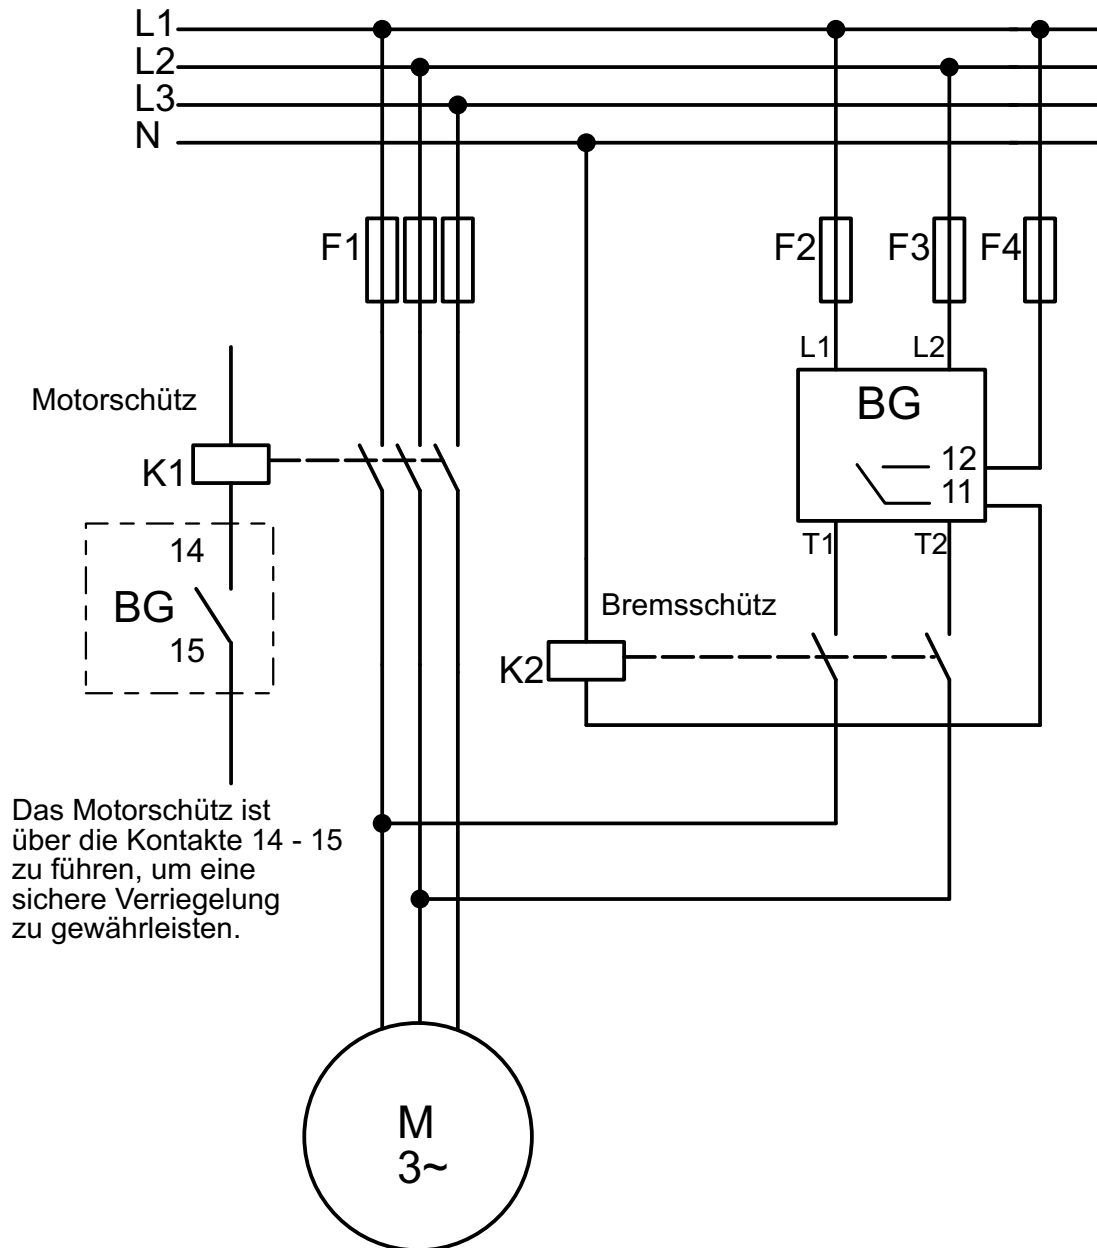 L1
L2
L3
N
F1
F2
F3
F4
L1
L2
BG
12
11
T1
T2
Motorschütz
K1
14
BG
15
Bremsschütz
K2
Das Motorschütz ist
über die Kontakte 14 - 15
zu führen, um eine
sichere Verriegelung
zu gewährleisten.
M
3~